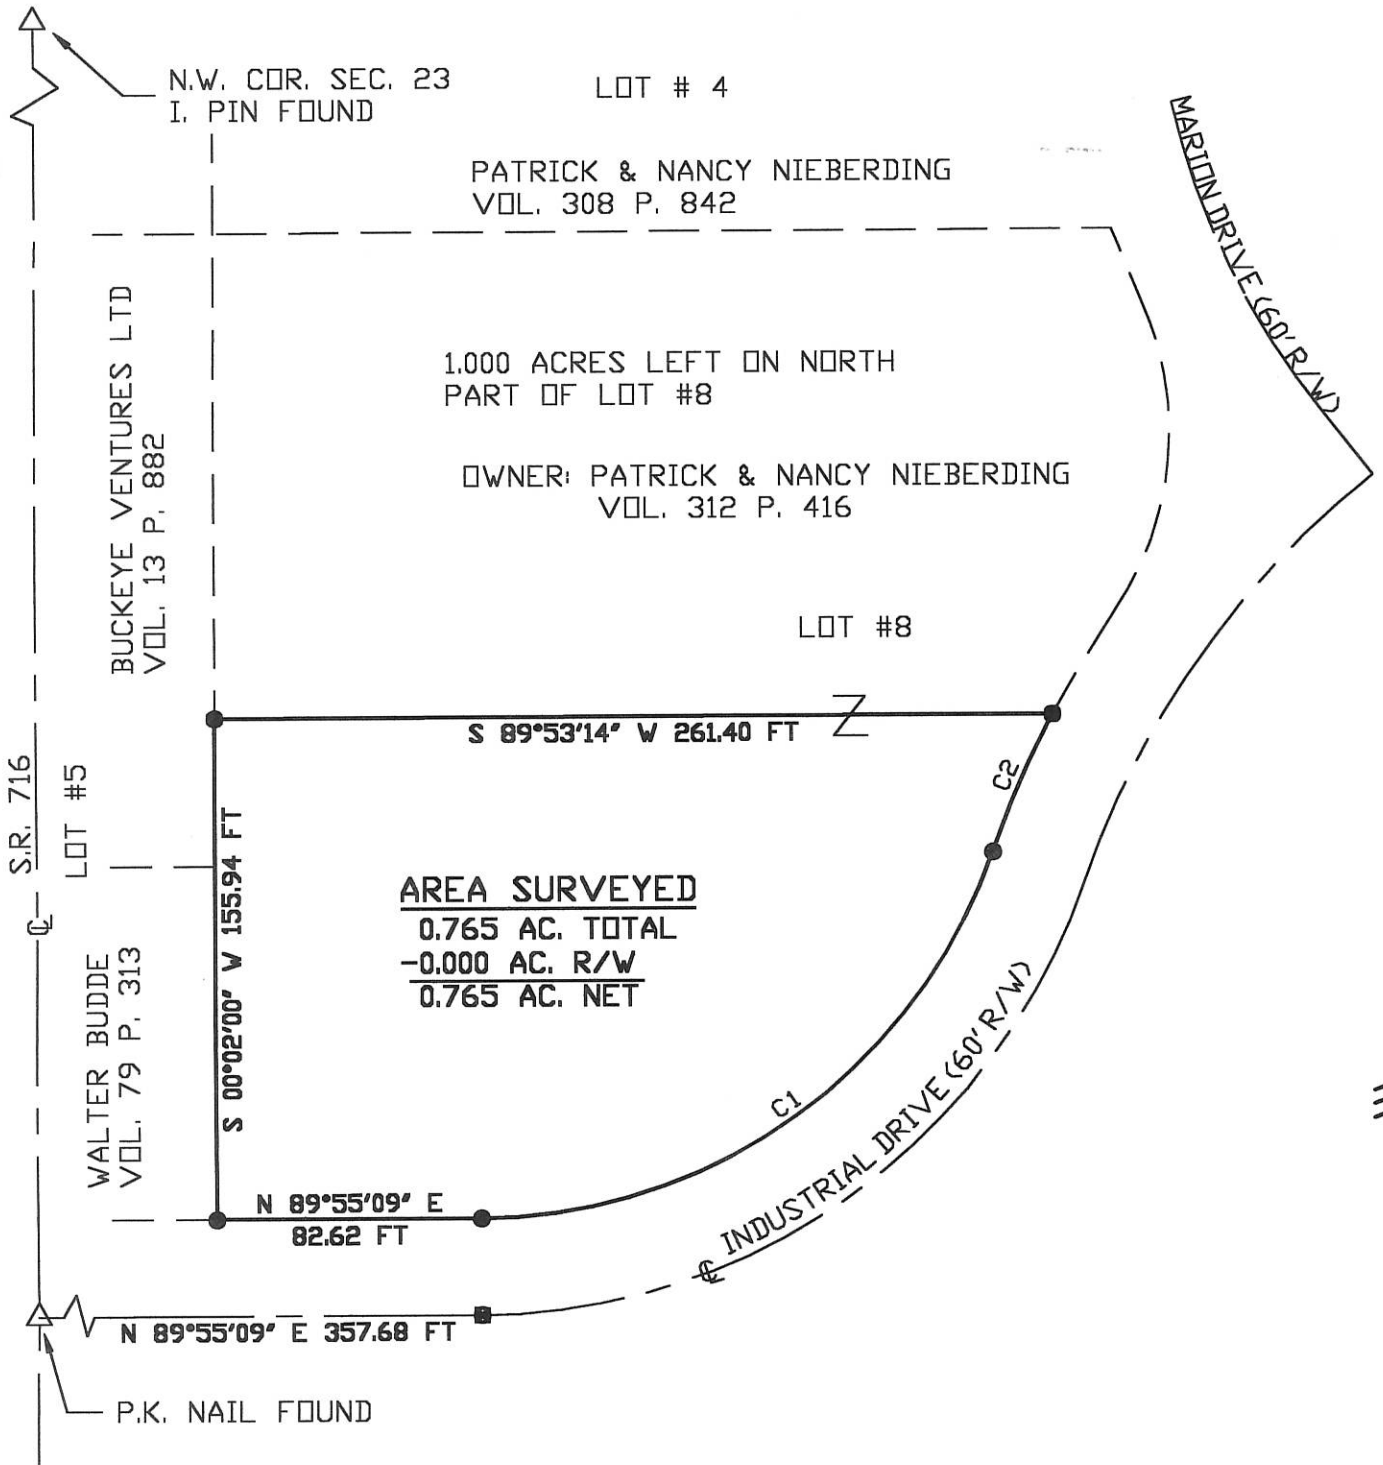 N.W. COR. SEC. 23
I. PIN FOUND
LOT # 4
PATRICK & NANCY NIEBERDING
VOL. 308 P. 842
MARION DRIVE (60' R/W)
BUCKEYE VENTURES LTD
VOL. 13 P. 882
1.000 ACRES LEFT ON NORTH
PART OF LOT #8
OWNER: PATRICK & NANCY NIEBERDING
VOL. 312 P. 416
LOT #8
S 89°53'14" W 261.40 FT
C2
S.R. 716
LOT #5
S 00°02'00" W 155.94 FT
AREA SURVEYED
0.765 AC. TOTAL
-0.000 AC. R/W
0.765 AC. NET
WALTER BUDDE
VOL. 79 P. 313
C1
INDUSTRIAL DRIVE (60' R/W)
N 89°55'09" E
82.62 FT
N 89°55'09" E 357.68 FT
P.K. NAIL FOUND